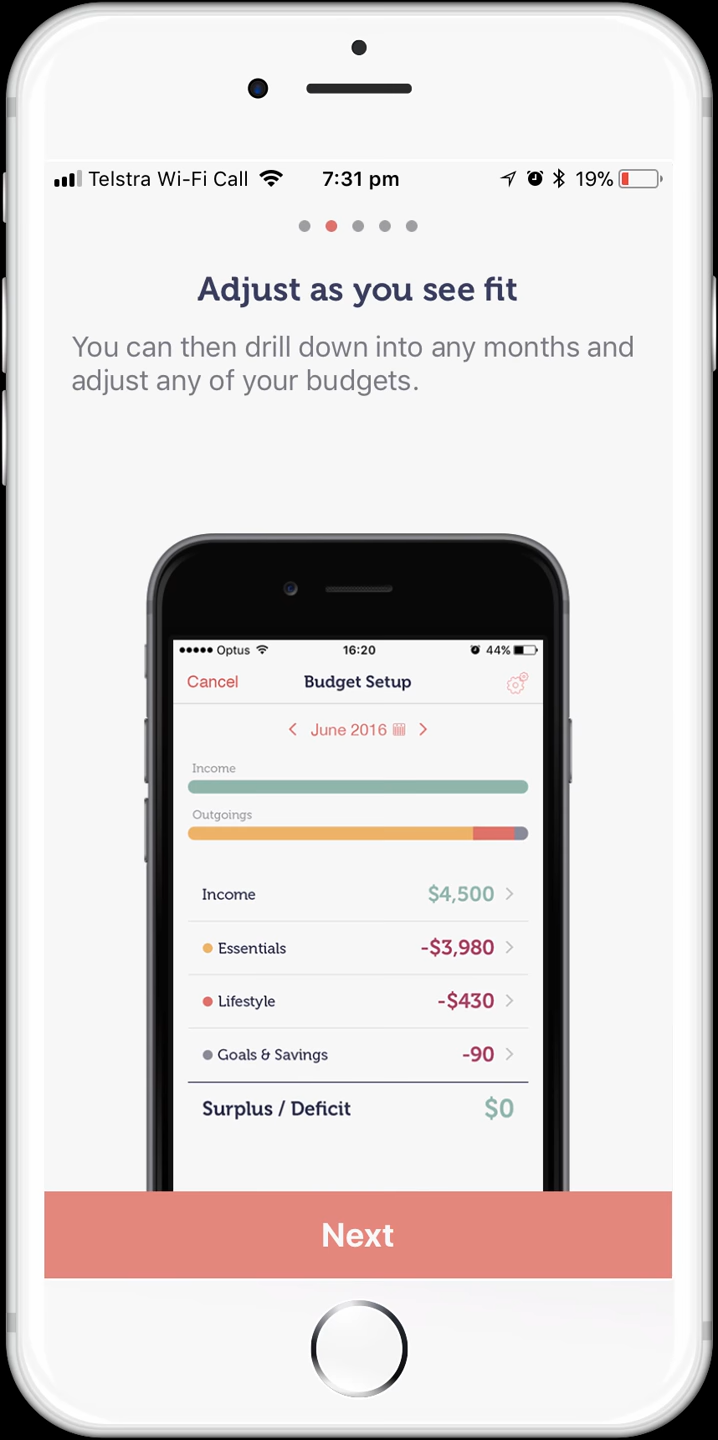 Telstra Wi-Fi Call 7:31 pm 19%
Adjust as you see fit
You can then drill down into any months and
adjust any of your budgets.
Optus 16:20 44%
Cancel Budget Setup
June 2016
Income
Outgoings
Income $4,500
Essentials -$3,980
Lifestyle -$430
Goals & Savings -90
Surplus / Deficit $0
Next